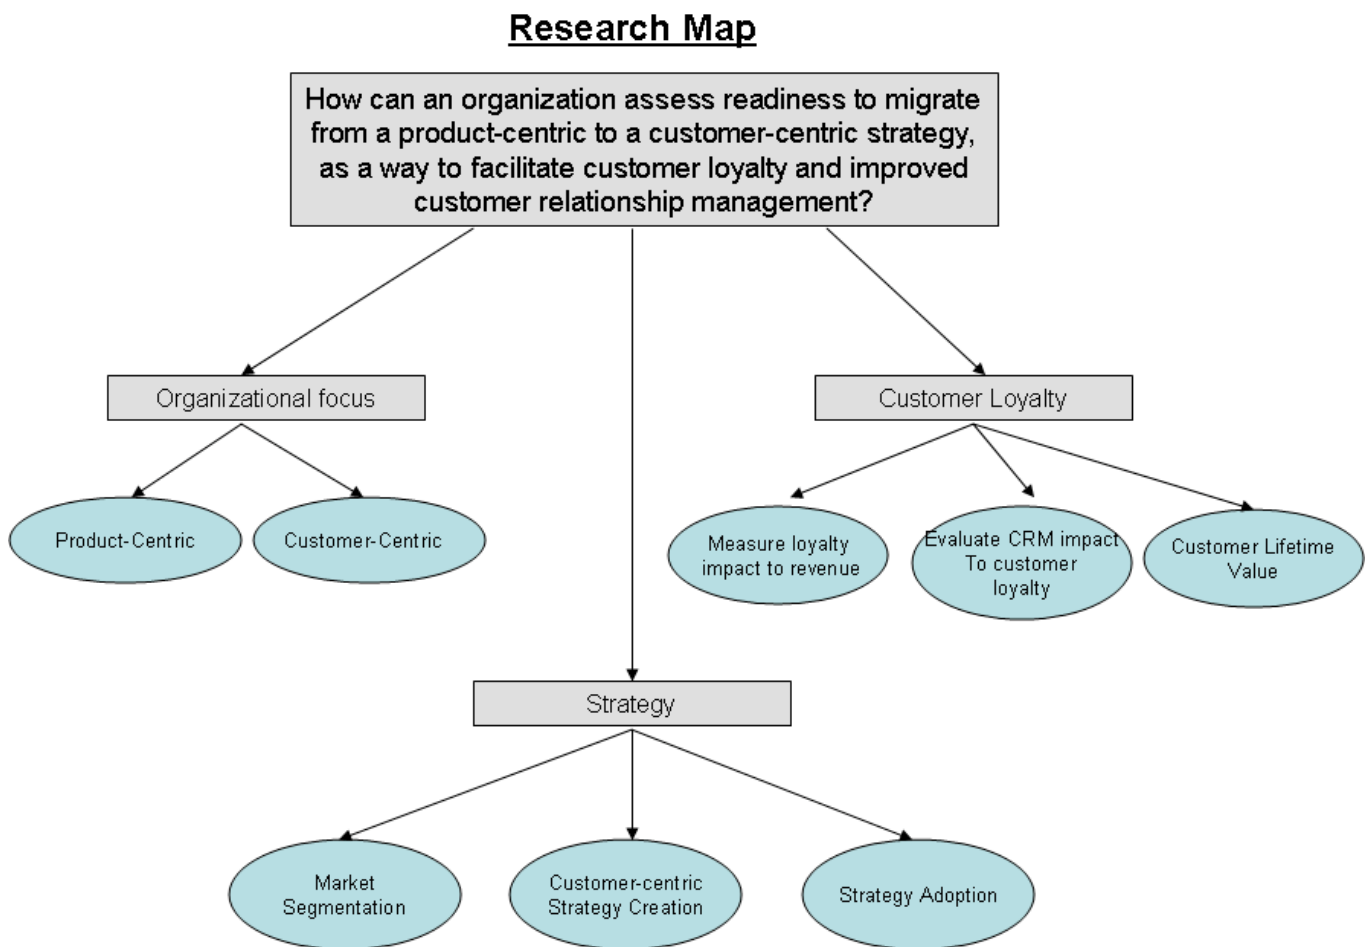 Research Map
How can an organization assess readiness to migrate
from a product-centric to a customer-centric strategy,
as a way to facilitate customer loyalty and improved
customer relationship management?
Organizational focus
Customer Loyalty
Product-Centric
Customer-Centric
Measure loyalty
impact to revenue
Evaluate CRM impact
To customer
loyalty
Customer Lifetime
Value
Strategy
Market
Segmentation
Customer-centric
Strategy Creation
Strategy Adoption